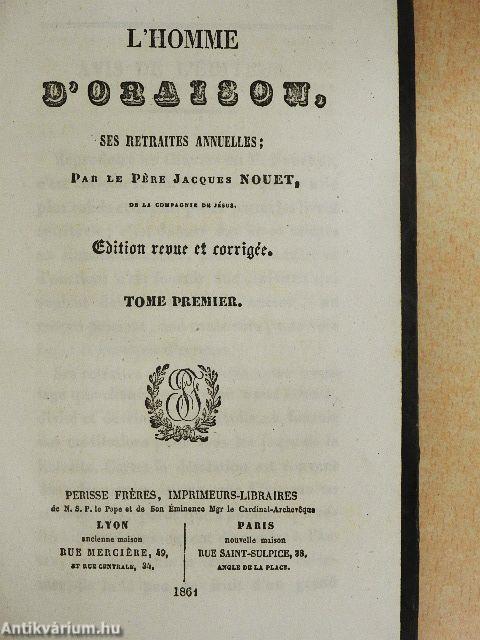 L'HOMME
D'ORAISON,
SES RETRAITES ANNUELLES;
PAR LE PÈRE JACQUES NOUET,
DE LA COMPAGNIE DE JÉSUS.
Edition revue et corrigée.
TOME PREMIER.
PERISSE FRÈRES, IMPRIMEURS-LIBRAIRES
de N. S. P. le Pape et de Son Éminence Mgr le Cardinal-Archevêque
LYON
ancienne maison
RUE MERCIÈRE, 49,
ET RUE CENTRALE, 34,
PARIS
nouvelle maison
RUE SAINT-SULPICE, 38,
ANGLE DE LA PLACE.
1861
Antikvárium.hu